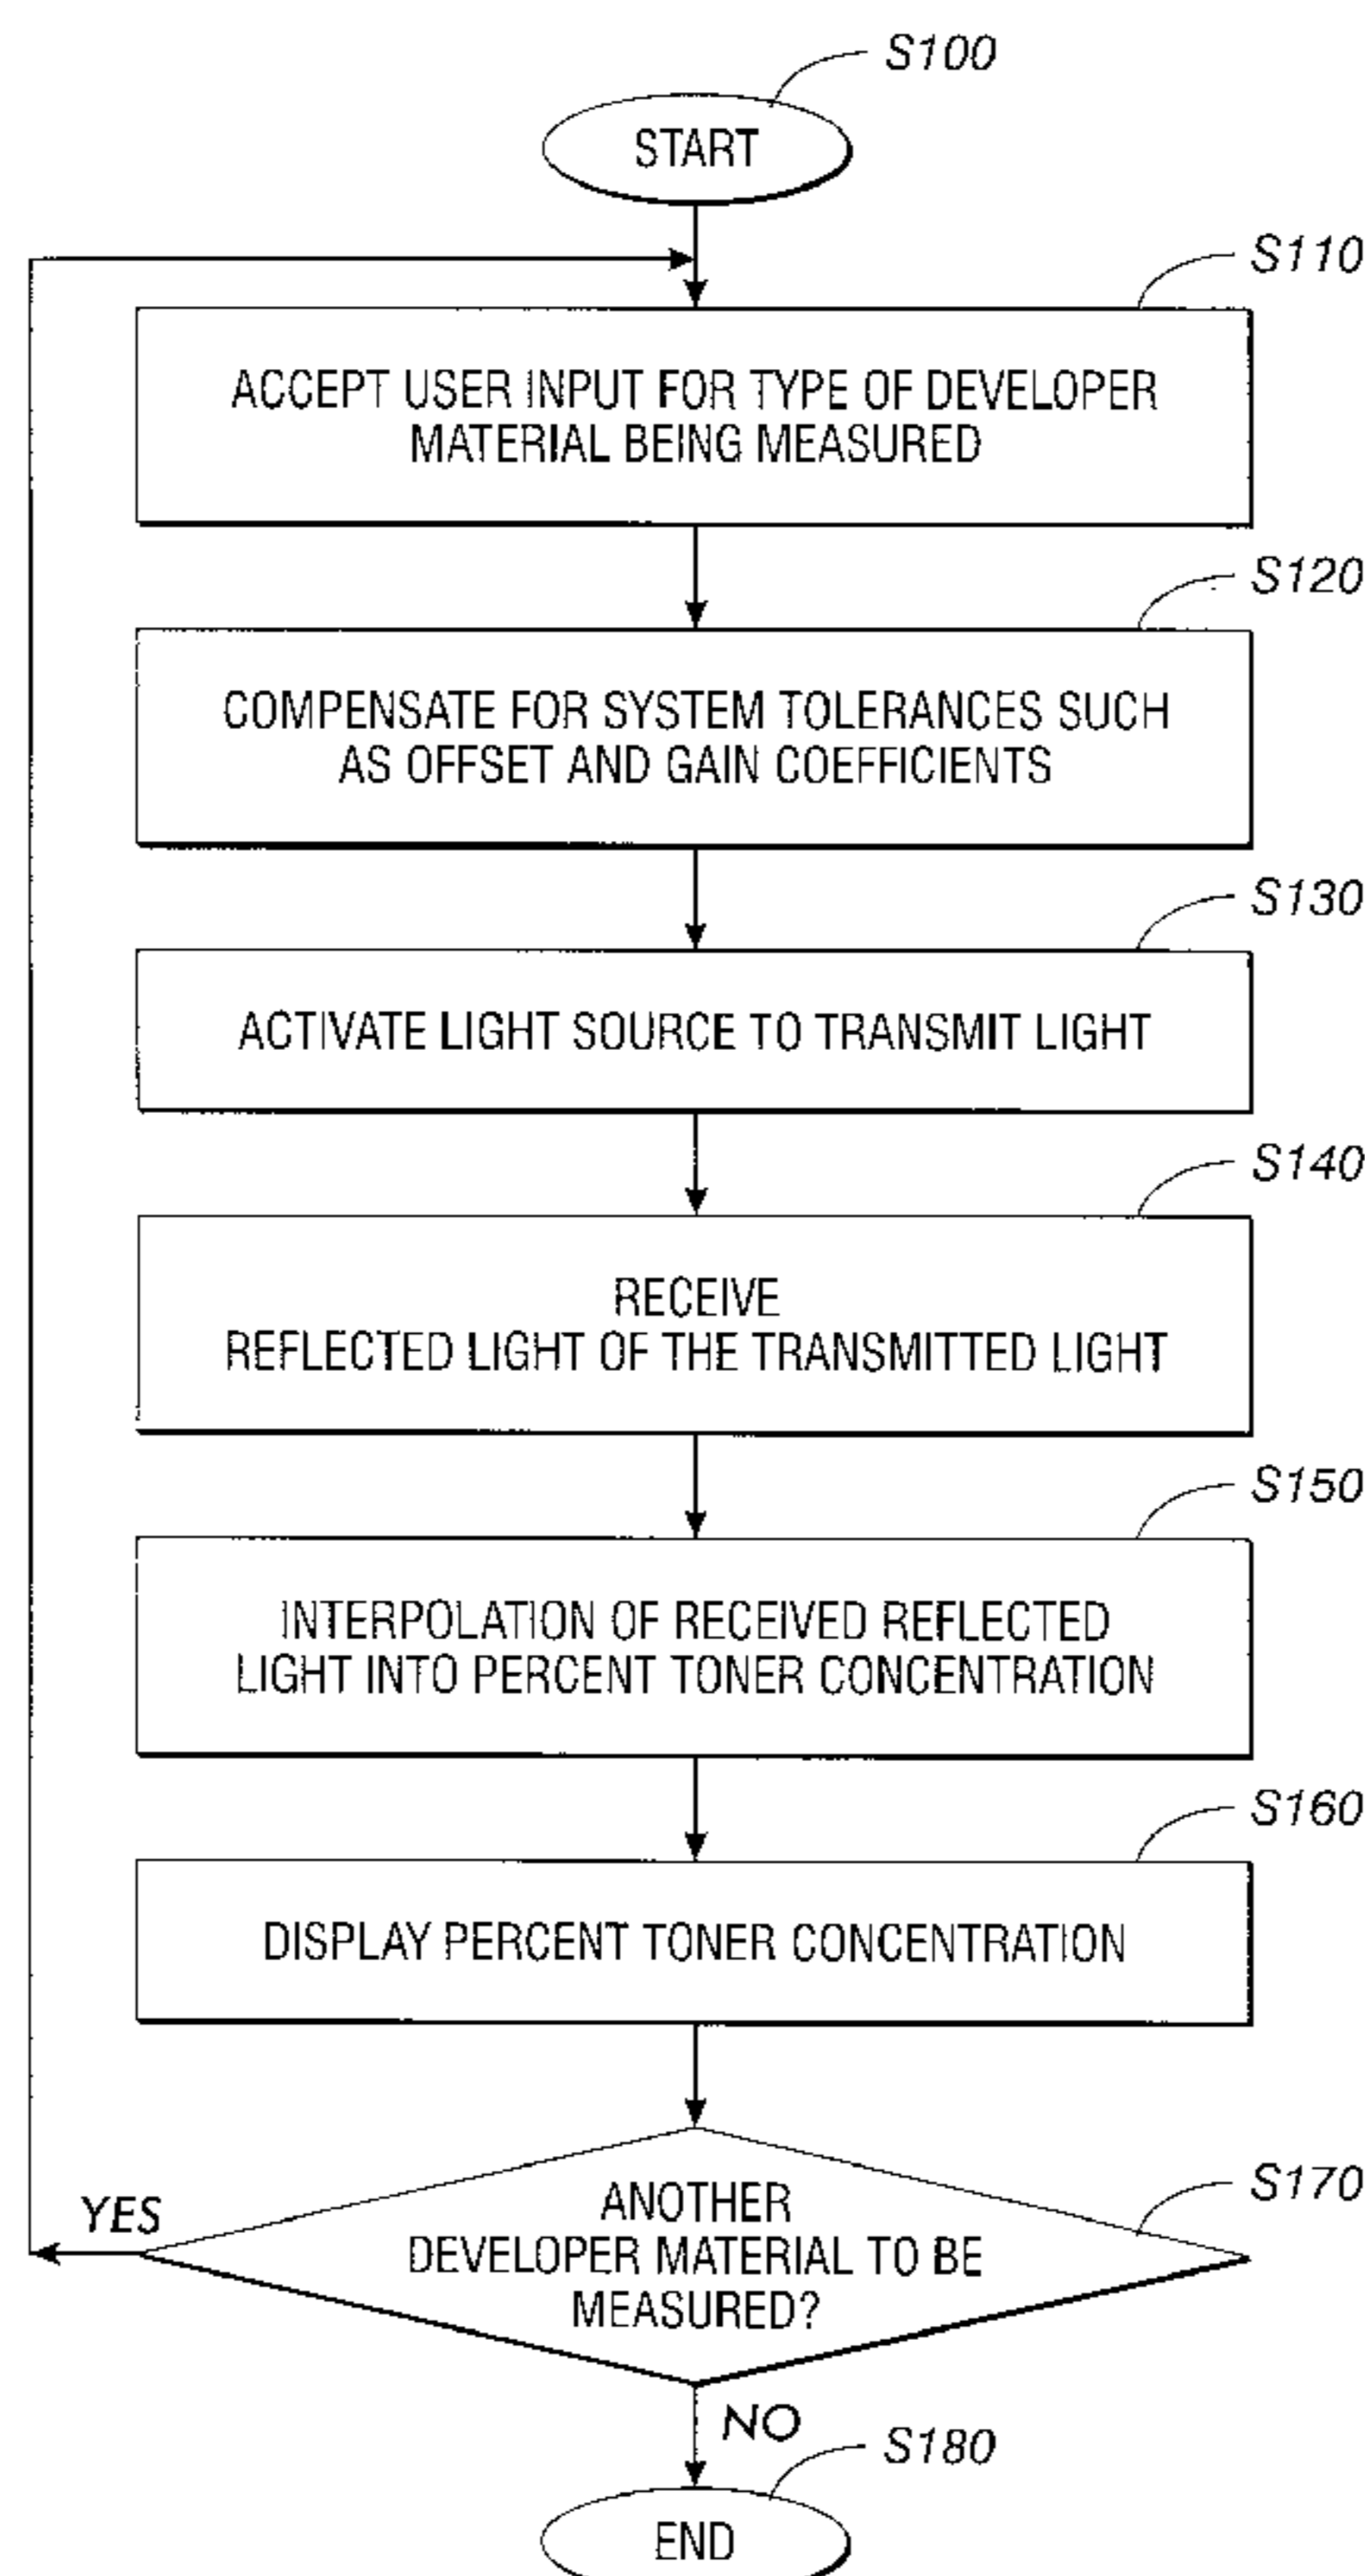 S100
START
S110
ACCEPT USER INPUT FOR TYPE OF DEVELOPER
MATERIAL BEING MEASURED
S120
COMPENSATE FOR SYSTEM TOLERANCES SUCH
AS OFFSET AND GAIN COEFFICIENTS
S130
ACTIVATE LIGHT SOURCE TO TRANSMIT LIGHT
S140
RECEIVE
REFLECTED LIGHT OF THE TRANSMITTED LIGHT
S150
INTERPOLATION OF RECEIVED REFLECTED
LIGHT INTO PERCENT TONER CONCENTRATION
S160
DISPLAY PERCENT TONER CONCENTRATION
S170
YES
ANOTHER
DEVELOPER MATERIAL TO BE
MEASURED?
NO
S180
END